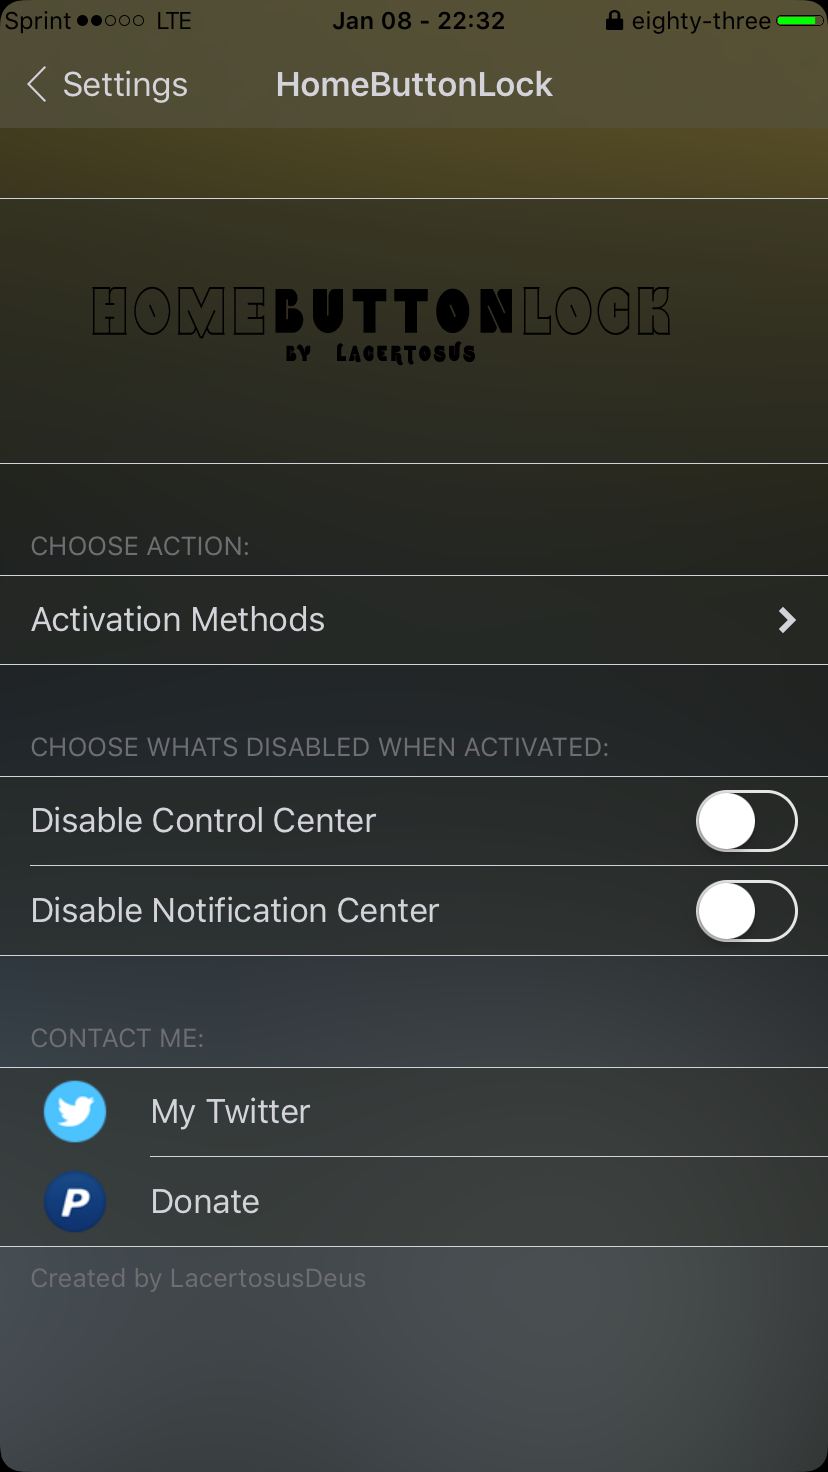 Sprint LTE Jan 08 - 22:32 eighty-three
Settings HomeButtonLock
HOMEBUTTONLOCK
BY LACERTOSUS
CHOOSE ACTION:
Activation Methods
CHOOSE WHATS DISABLED WHEN ACTIVATED:
Disable Control Center
Disable Notification Center
CONTACT ME:
My Twitter
P Donate
Created by LacertosusDeus